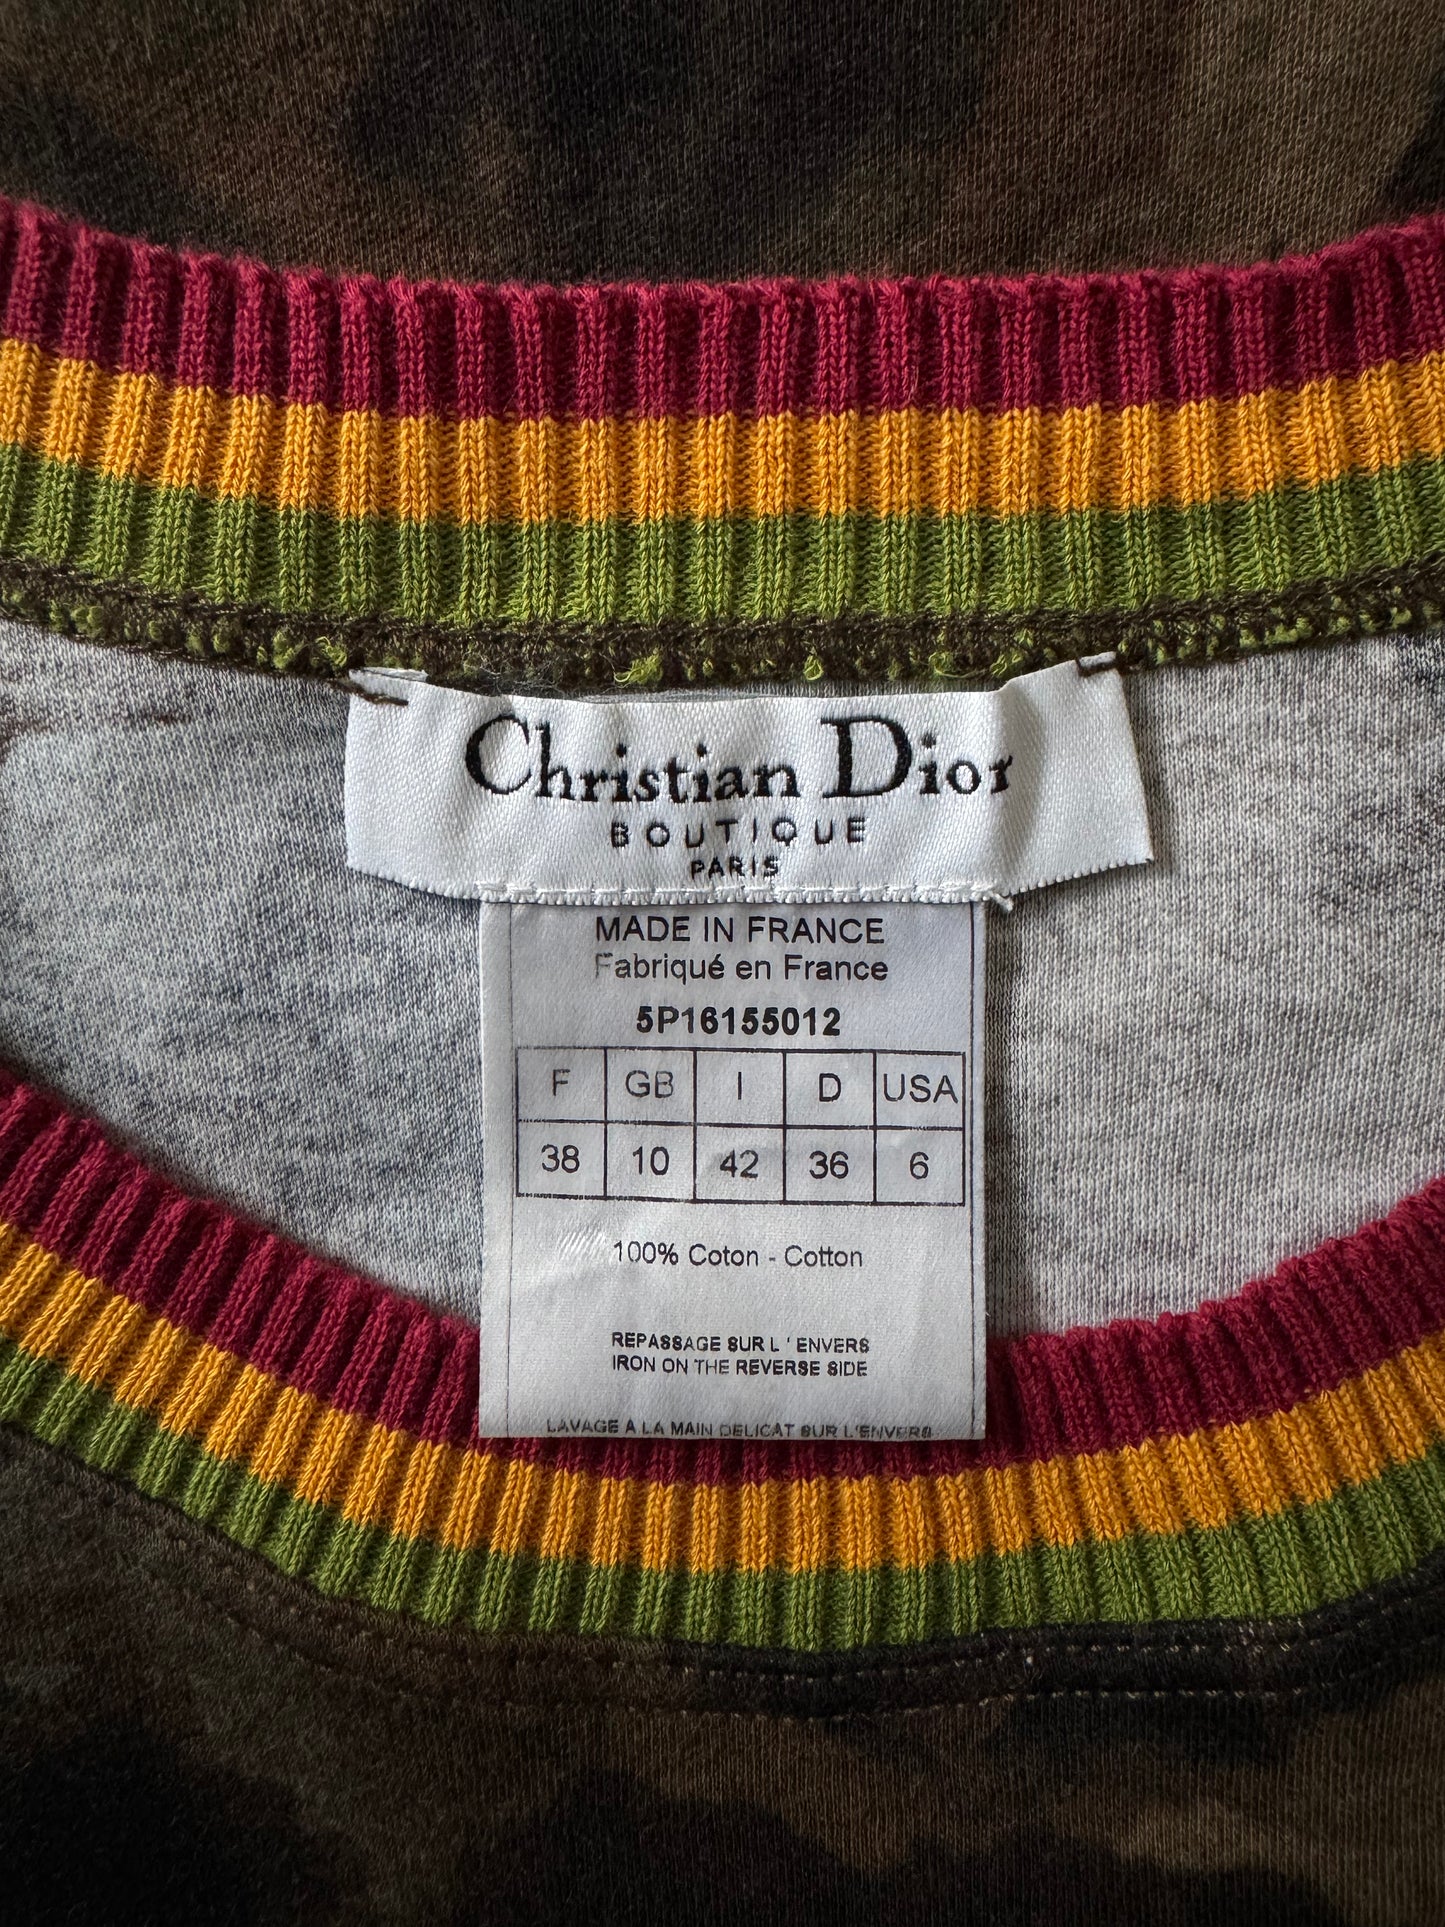 Christian Dior
BOUTIQUE
PARIS
MADE IN FRANCE
Fabriqué en France
5P16155012
F GB I D USA
38 10 42 36 6
100% Coton - Cotton
REPASSAGE SUR L ' ENVERS
IRON ON THE REVERSE SIDE
LAVAGE A LA MAIN DELICAT SUR L'ENVERS